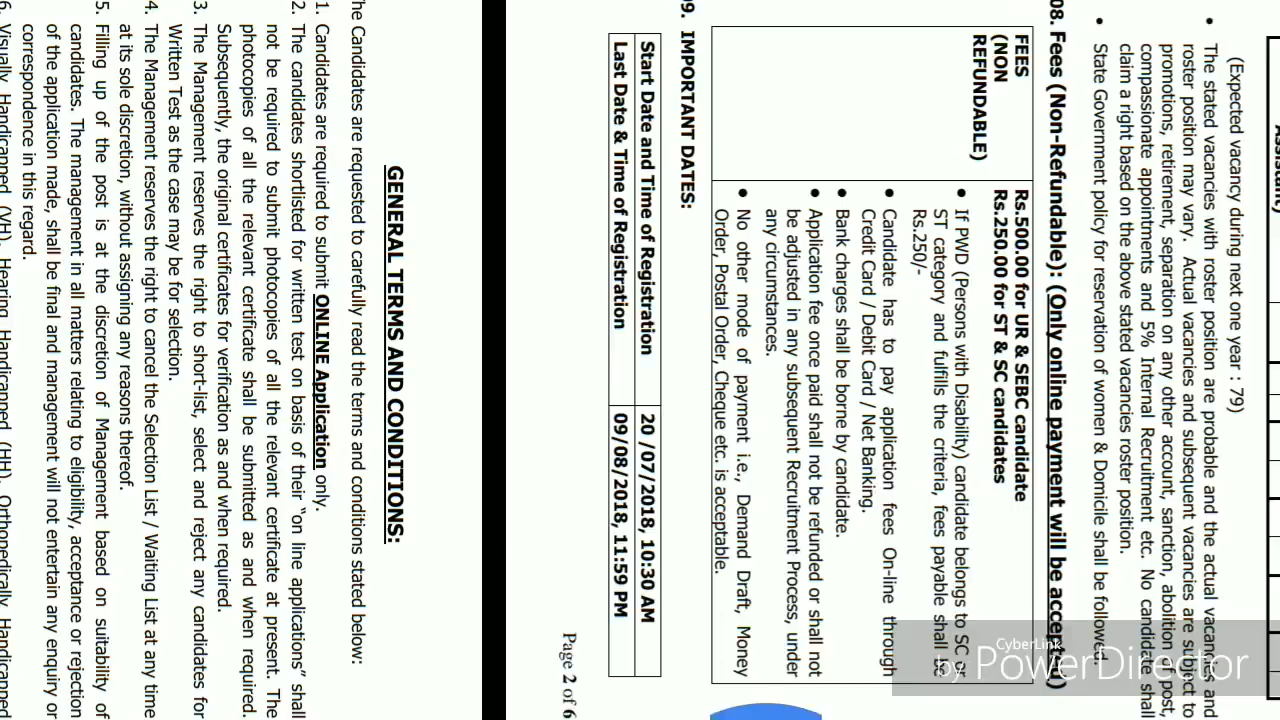 Assistant)
(Expected vacancy during next one year : 79)
• The stated vacancies with roster position are probable and the actual vacancies and
roster position may vary. Actual vacancies and subsequent vacancies are subject to
promotions, retirement, separation on any other account, sanction, abolition of post,
compassionate appointments and 5% Internal Recruitment etc. No candidate shall
claim a right based on the above stated vacancies roster position.
• State Government policy for reservation of women & Domicile shall be followed.
08. Fees (Non-Refundable): (Only online payment will be accepted)
FEES
(NON
REFUNDABLE)
Rs.500.00 for UR & SEBC candidate
Rs.250.00 for ST & SC candidates
• If PWD (Persons with Disability) candidate belongs to SC or
ST category and fulfills the criteria, fees payable shall be
Rs.250/-
• Candidate has to pay application fees On-line through
Credit Card / Debit Card / Net Banking.
• Bank charges shall be borne by candidate.
• Application fee once paid shall not be refunded or shall not
be adjusted in any subsequent Recruitment Process, under
any circumstances.
• No other mode of payment i.e., Demand Draft, Money
Order, Postal Order, Cheque etc. is acceptable.
09. IMPORTANT DATES:
Start Date and Time of Registration 20 /07/2018, 10:30 AM
Last Date & Time of Registration 09/08/2018, 11:59 PM
Page 2 of 6
GENERAL TERMS AND CONDITIONS:
he Candidates are requested to carefully read the terms and conditions stated below:
1. Candidates are required to submit ONLINE Application only.
2. The candidates shortlisted for written test on basis of their "on line applications" shall
not be required to submit photocopies of all the relevant certificate at present. The
photocopies of all the relevant certificate shall be submitted as and when required.
Subsequently, the original certificates for verification as and when required.
3. The Management reserves the right to short-list, select and reject any candidates for
Written Test as the case may be for selection.
4. The Management reserves the right to cancel the Selection List / Waiting List at any time
at its sole discretion, without assigning any reasons thereof.
5. Filling up of the post is at the discretion of Management based on suitability of
candidates. The management in all matters relating to eligibility, acceptance or rejection
of the application made, shall be final and management will not entertain any enquiry or
correspondence in this regard.
6. Visually Handicapped (VH), Hearing Handicapped (HH), Orthopedically Handicapped
CyberLink
by PowerDirector